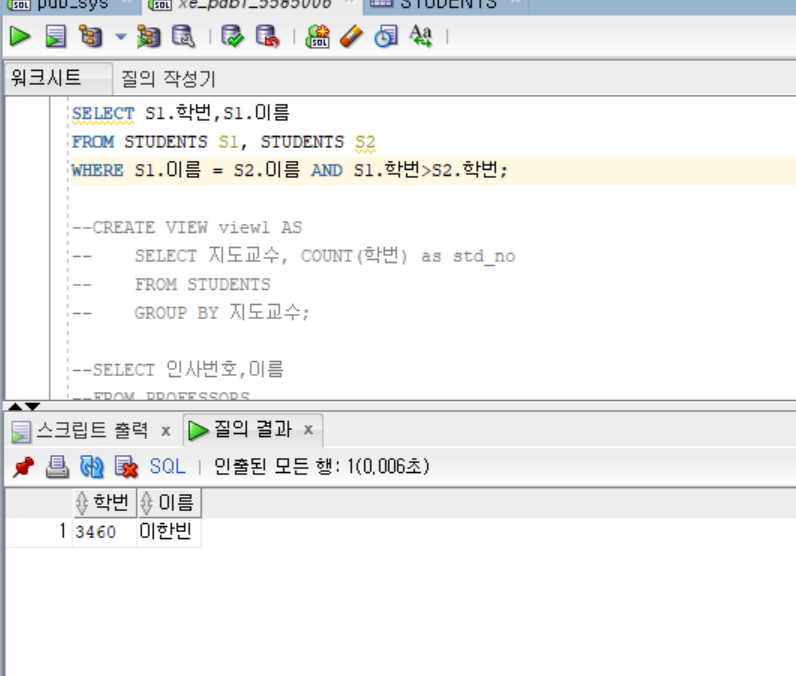 pdb_sys xe_pdb1_5585006 STUDENTS
워크시트 질의 작성기
SELECT S1.학번,S1.이름
FROM STUDENTS S1, STUDENTS S2
WHERE S1.이름 = S2.이름 AND S1.학번>S2.학번;
--CREATE VIEW view1 AS
-- SELECT 지도교수, COUNT(학번) as std_no
-- FROM STUDENTS
-- GROUP BY 지도교수;
--SELECT 인사번호,이름
--FROM PROFESSORS
스크립트 출력 x 질의 결과 x
SQL | 인출된 모든 행: 1(0,006초)
학번 이름
1 3460 이한빈